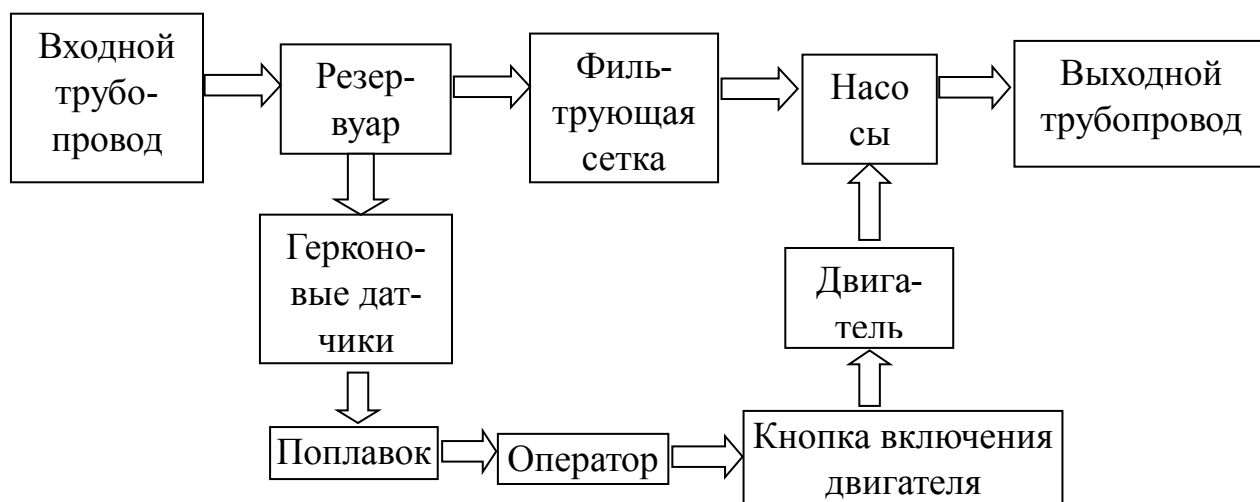 Входной
трубо-
провод
Резер-
вуар
Филь-
трующая
сетка
Насо
сы
Выходной
трубопровод
Герконо-
вые дат-
чики
Двига-
тель
Поплавок
Оператор
Кнопка включения
двигателя